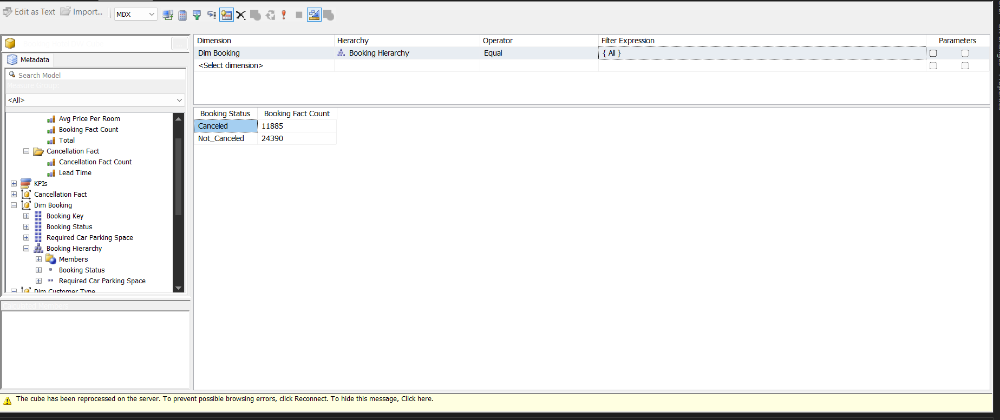 Edit as Text Import... MDX
Metadata
Search Model
Measure Group:
<All>
Avg Price Per Room
Booking Fact Count
Total
Cancellation Fact
Cancellation Fact Count
Lead Time
KPIs
Cancellation Fact
Dim Booking
Booking Key
Booking Status
Required Car Parking Space
Booking Hierarchy
Members
Booking Status
Required Car Parking Space
Dim Customer Type
Calculated Members
Dimension Hierarchy Operator Filter Expression Parameters
Dim Booking Booking Hierarchy Equal { All }
<Select dimension>
Booking Status Booking Fact Count
Canceled 11885
Not_Canceled 24390
The cube has been reprocessed on the server. To prevent possible browsing errors, click Reconnect. To hide this message, Click here.